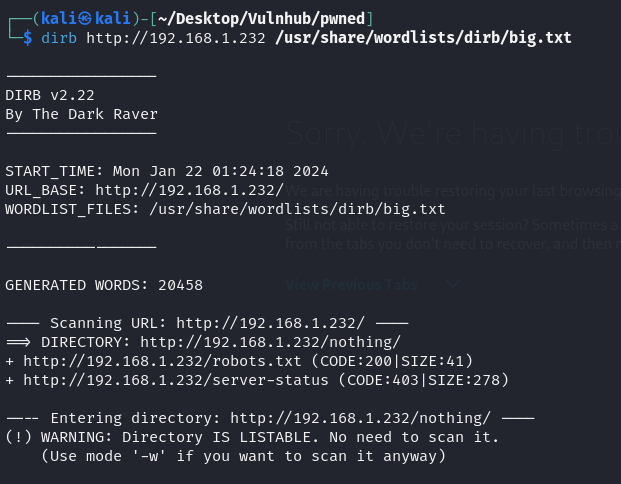 ┌──(kali㉿kali)-[~/Desktop/Vulnhub/pwned]
└─$ dirb http://192.168.1.232 /usr/share/wordlists/dirb/big.txt
-----------------
DIRB v2.22
By The Dark Raver
-----------------
START_TIME: Mon Jan 22 01:24:18 2024
URL_BASE: http://192.168.1.232/
WORDLIST_FILES: /usr/share/wordlists/dirb/big.txt
-----------------
GENERATED WORDS: 20458
---- Scanning URL: http://192.168.1.232/ ----
==> DIRECTORY: http://192.168.1.232/nothing/
+ http://192.168.1.232/robots.txt (CODE:200|SIZE:41)
+ http://192.168.1.232/server-status (CODE:403|SIZE:278)
---- Entering directory: http://192.168.1.232/nothing/ ----
(!) WARNING: Directory IS LISTABLE. No need to scan it.
(Use mode '-w' if you want to scan it anyway)
Sorry. We're having trou
We are having trouble restoring your last browsing
Still not able to restore your session? Sometimes a
from the tabs you don't need to recover, and then
View Previous Tabs